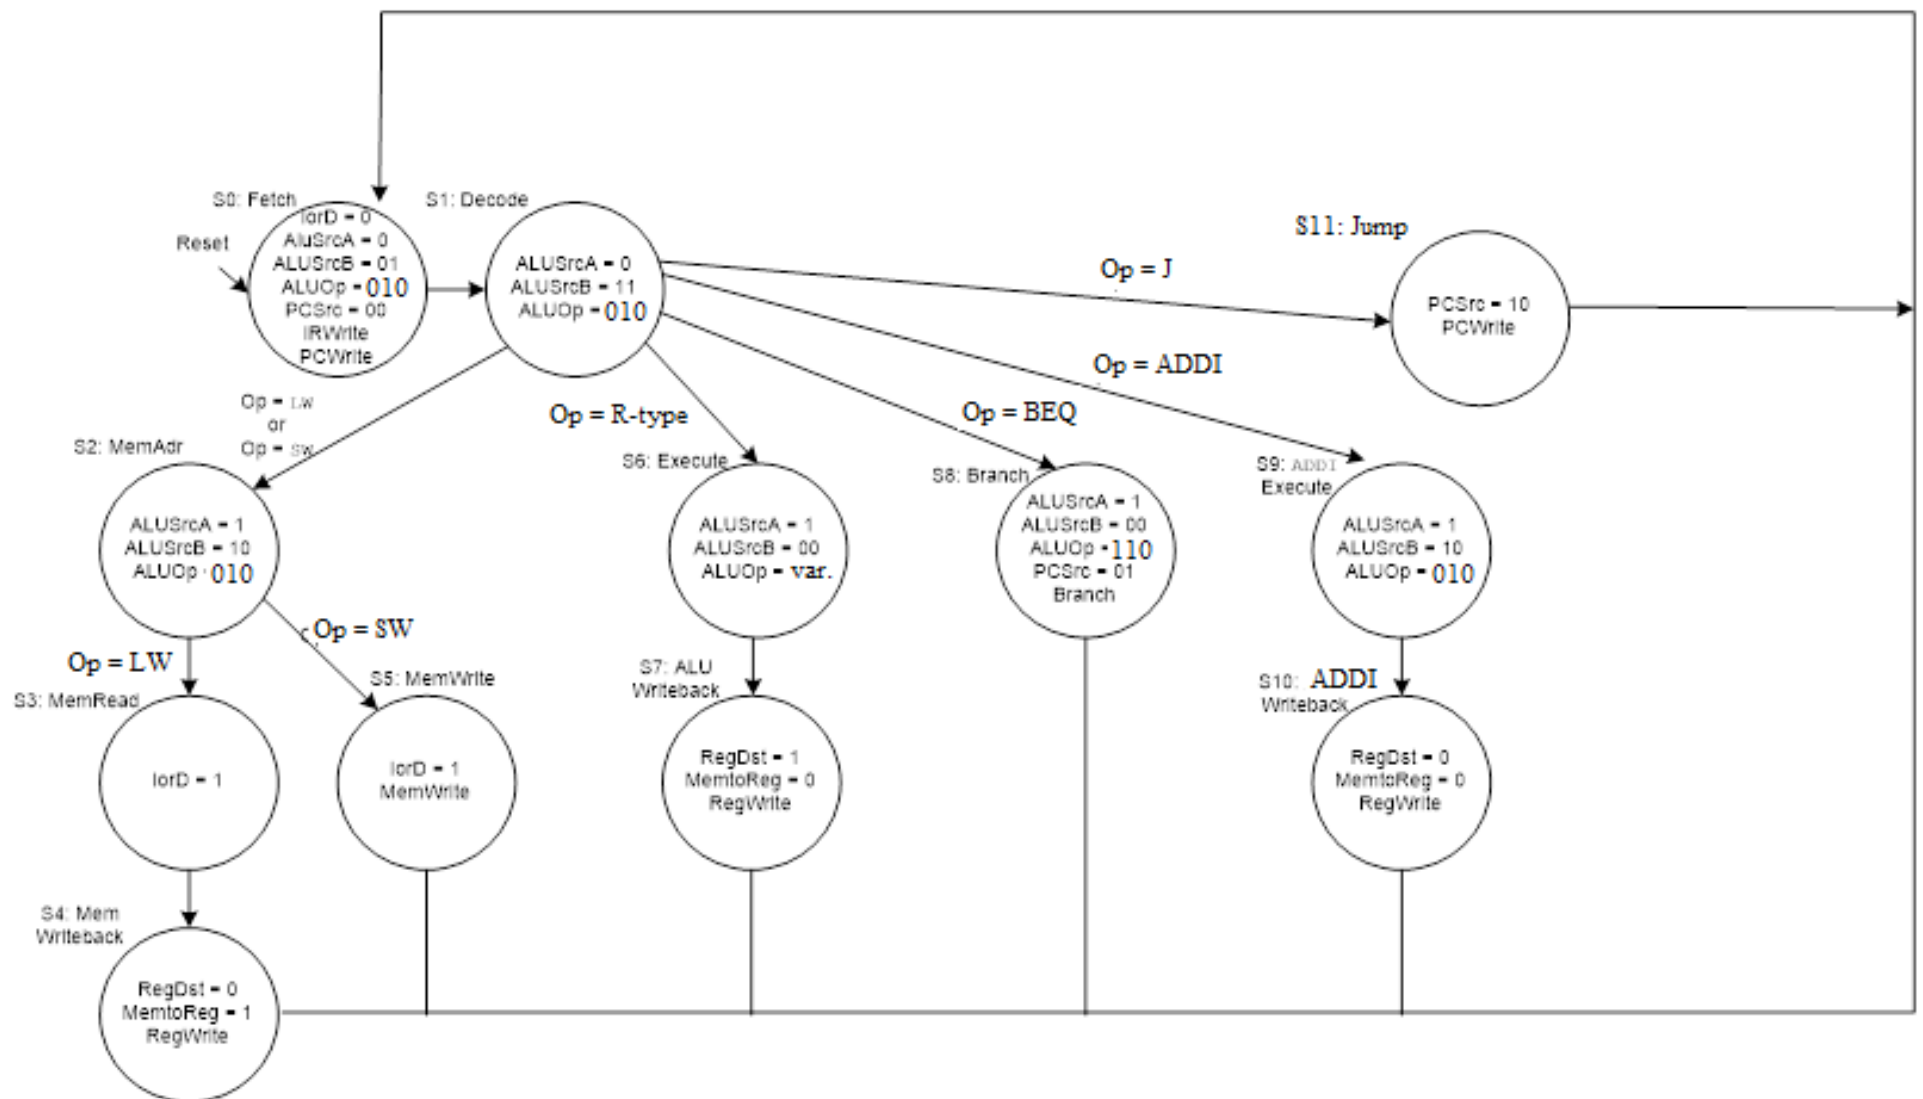 S0: Fetch
S1: Decode
Reset
IorD = 0
AluSrcA = 0
ALUSrcB = 01
ALUOp = 010
PCSrc = 00
IRWrite
PCWrite
ALUSrcA = 0
ALUSrcB = 11
ALUOp = 010
S11: Jump
Op = J
PCSrc = 10
PCWrite
Op = ADDI
Op = LW
or
Op = SW
Op = R-type
Op = BEQ
S2: MemAdr
S6: Execute
S8: Branch
S9: ADDI
Execute
ALUSrcA = 1
ALUSrcB = 10
ALUOp · 010
ALUSrcA = 1
ALUSrcB = 00
ALUOp = var.
ALUSrcA = 1
ALUSrcB = 00
ALUOp = 110
PCSrc = 01
Branch
ALUSrcA = 1
ALUSrcB = 10
ALUOp = 010
Op = LW
Op = SW
S3: MemRead
S5: MemWrite
S7: ALU
Writeback
S10: ADDI
Writeback
IorD = 1
IorD = 1
MemWrite
RegDst = 1
MemtoReg = 0
RegWrite
RegDst = 0
MemtoReg = 0
RegWrite
S4: Mem
Writeback
RegDst = 0
MemtoReg = 1
RegWrite